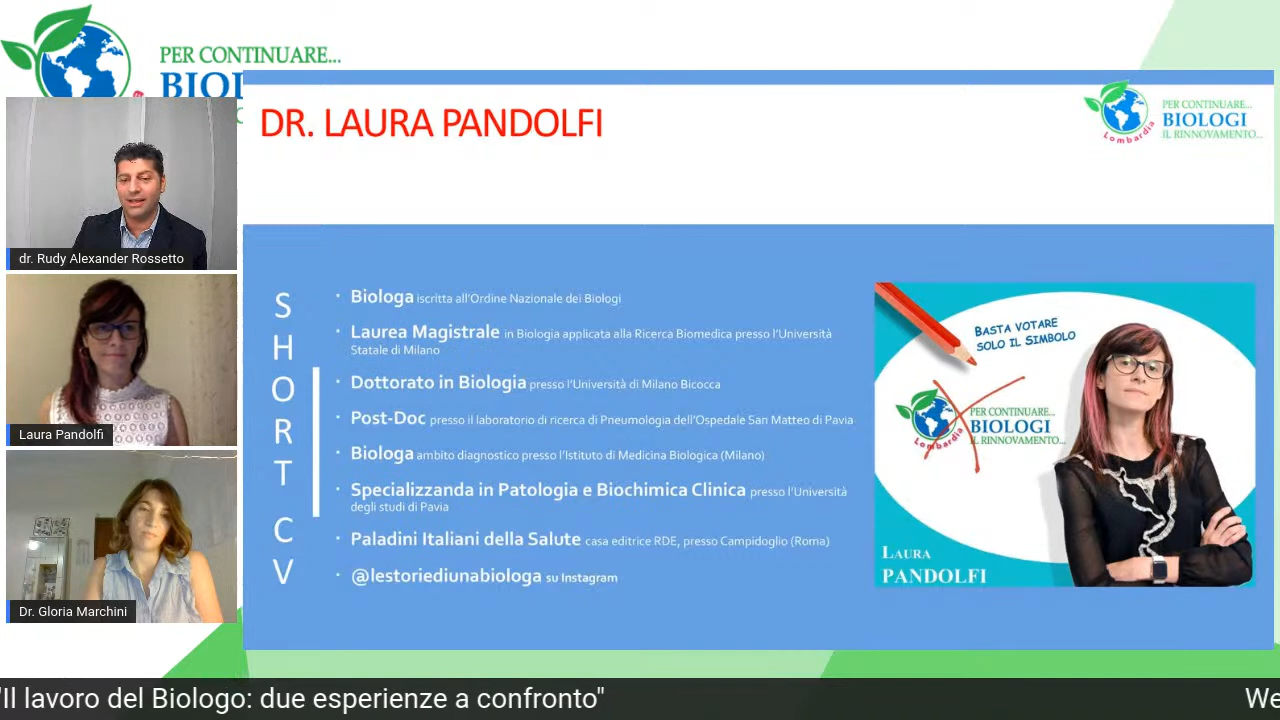 PER CONTINUARE...
BIOL
DR. LAURA PANDOLFI
PER CONTINUARE...
BIOLOGI
IL RINNOVAMENTO...
Lombardia
dr. Rudy Alexander Rossetto
Laura Pandolfi
Dr. Gloria Marchini
SHORT CV
• Biologa iscritta all'Ordine Nazionale dei Biologi
• Laurea Magistrale in Biologia applicata alla Ricerca Biomedica presso l'Università
Statale di Milano
• Dottorato in Biologia presso l'Università di Milano Bicocca
• Post-Doc presso il laboratorio di ricerca di Pneumologia dell'Ospedale San Matteo di Pavia
• Biologa ambito diagnostico presso l'Istituto di Medicina Biologica (Milano)
• Specializzanda in Patologia e Biochimica Clinica presso l'Università
degli studi di Pavia
• Paladini Italiani della Salute casa editrice RDE, presso Campidoglio (Roma)
• @lestoriediunabiologa su Instagram
BASTA VOTARE
SOLO IL SIMBOLO
PER CONTINUARE...
BIOLOGI
IL RINNOVAMENTO...
Lombardia
LAURA
PANDOLFI
"Il lavoro del Biologo: due esperienze a confronto"
We